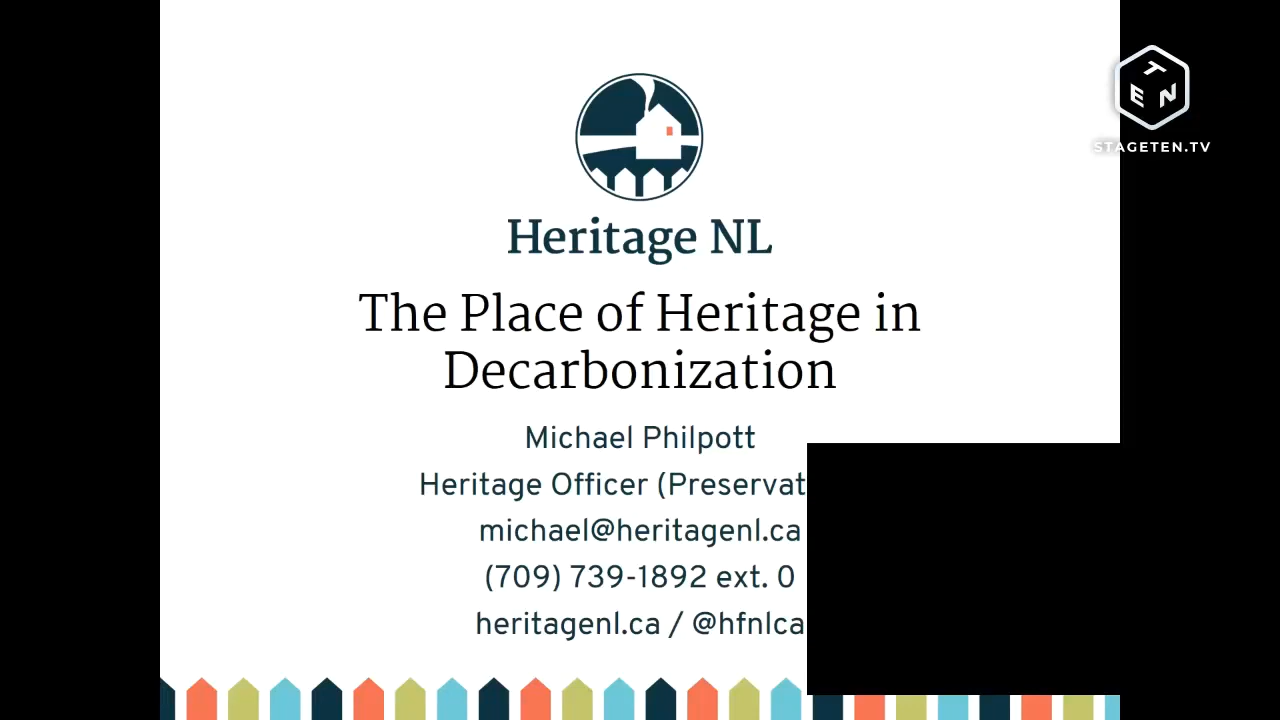 TEN
STAGETEN.TV
Heritage NL
The Place of Heritage in
Decarbonization
Michael Philpott
Heritage Officer (Preservat
michael@heritagenl.ca
(709) 739-1892 ext. 0
heritagenl.ca / @hfnlca